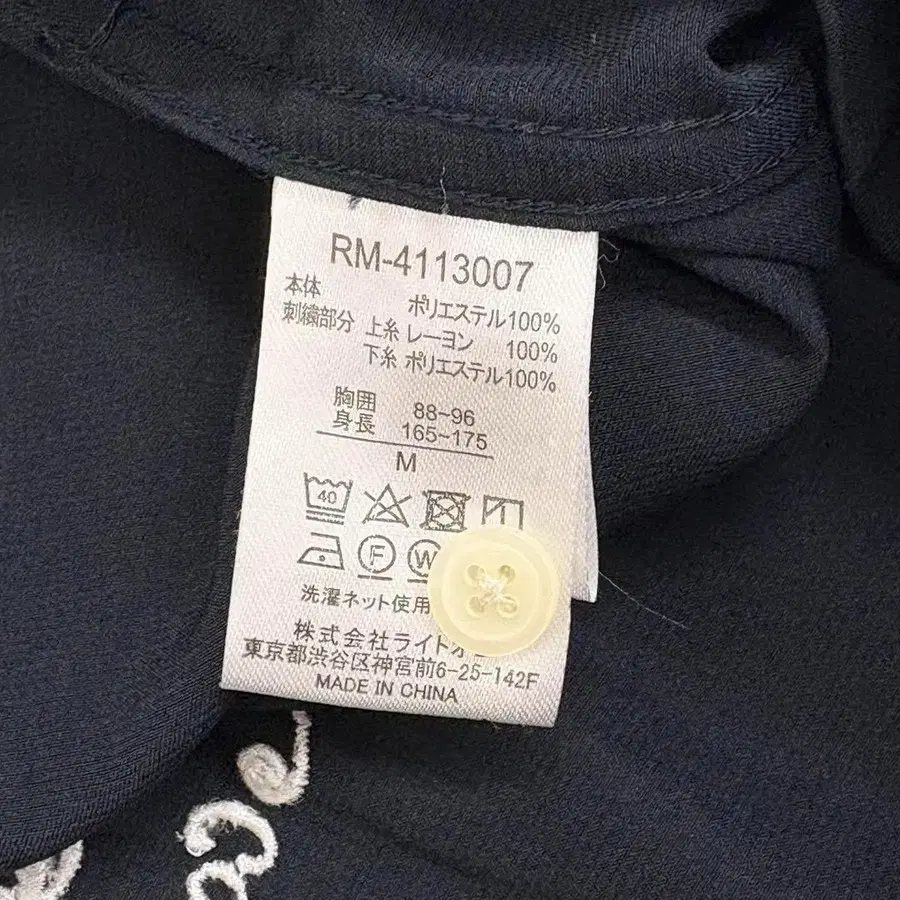 RM-4113007
本体 ポリエステル100%
刺繍部分 上糸 レーヨン 100%
下糸 ポリエステル100%
胸囲 88~96
身長 165~175
M
40
F W
洗濯ネット使用
株式会社ライトオ
東京都渋谷区神宮前6-25-142F
MADE IN CHINA